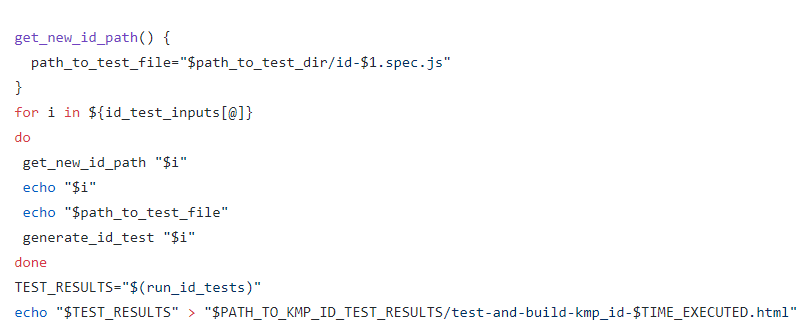 get_new_id_path() {
  path_to_test_file="$path_to_test_dir/id-$1.spec.js"
}
for i in ${id_test_inputs[@]}
do
 get_new_id_path "$i"
 echo "$i"
 echo "$path_to_test_file"
 generate_id_test "$i"
done
TEST_RESULTS="$(run_id_tests)"
echo "$TEST_RESULTS" > "$PATH_TO_KMP_ID_TEST_RESULTS/test-and-build-kmp_id-$TIME_EXECUTED.html"